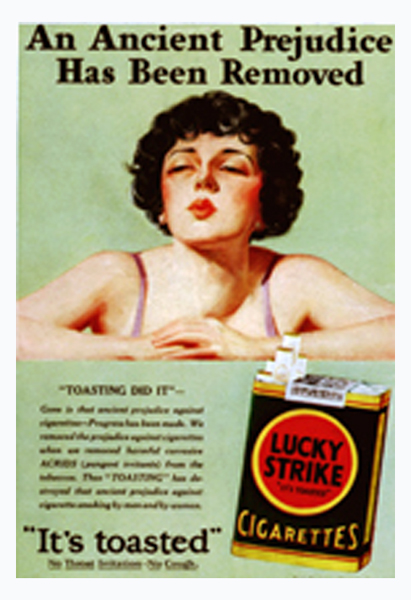 An Ancient Prejudice
Has Been Removed
"TOASTING DID IT"—
Gone is that ancient prejudice against
cigarettes—Progress has been made. We
removed the prejudice against cigarettes
when we removed harmful corrosive
ACRIDS (pungent irritants) from the
tobaccos. Thus "TOASTING" has de-
stroyed that ancient prejudice against
cigarette smoking by men and by women.
LUCKY
STRIKE
"IT'S TOASTED"
CIGARETTES
"It's toasted"
No Throat Irritation-No Cough.